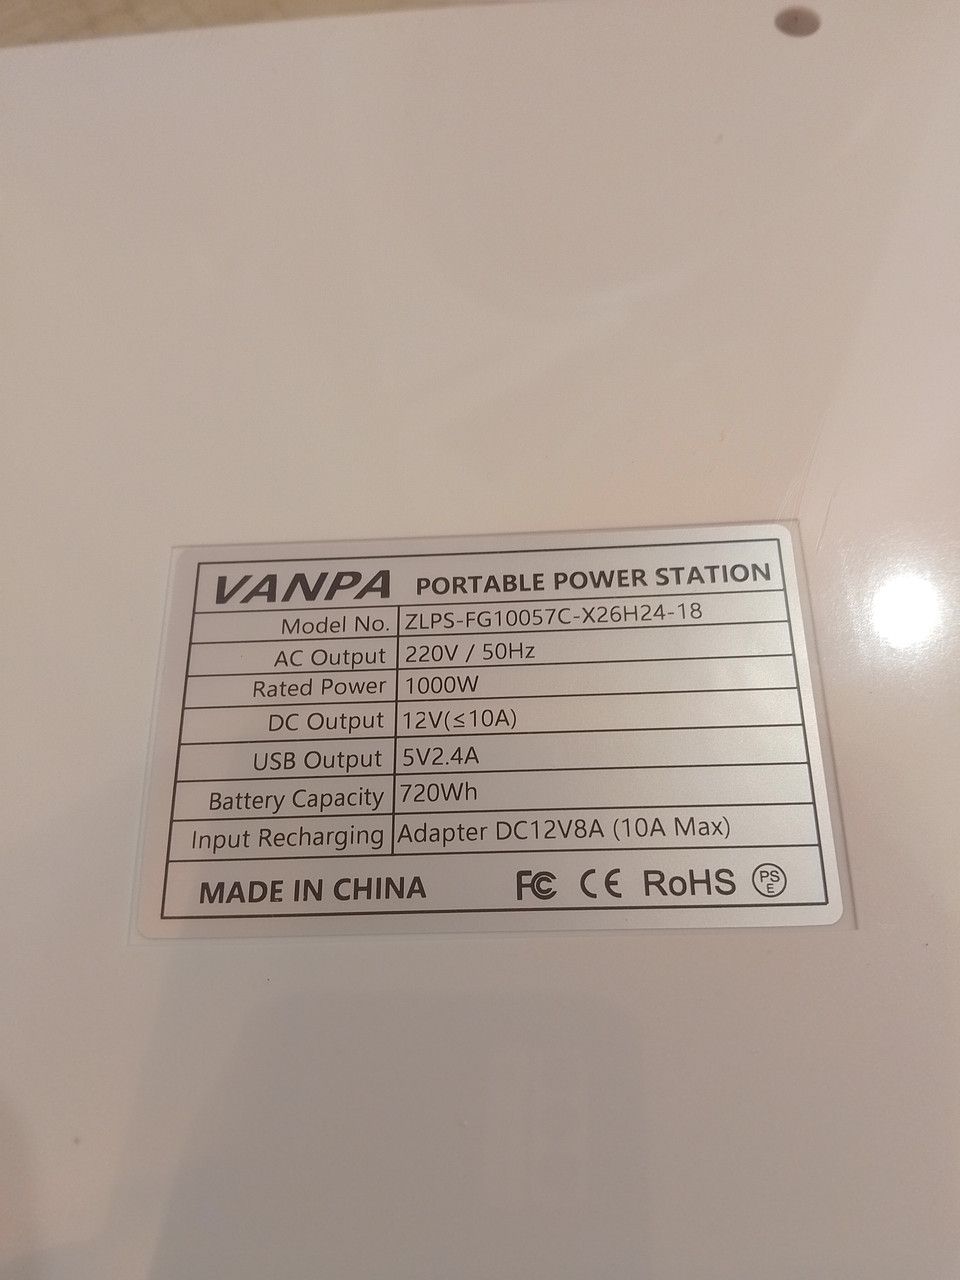 VANPA PORTABLE POWER STATION
Model No. ZLPS-FG10057C-X26H24-18
AC Output 220V / 50Hz
Rated Power 1000W
DC Output 12V(≤10A)
USB Output 5V2.4A
Battery Capacity 720Wh
Input Recharging Adapter DC12V8A (10A Max)
MADE IN CHINA FC CE RoHS PSE